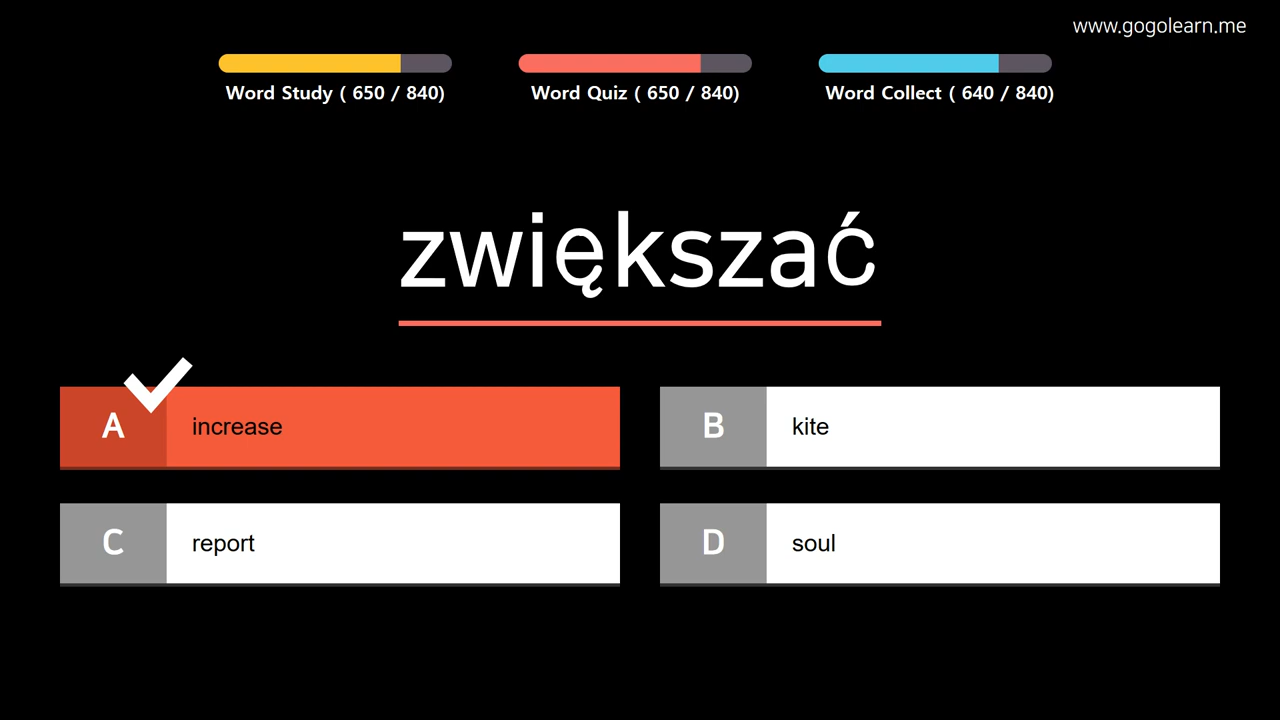 www.gogolearn.me
Word Study ( 650 / 840)
Word Quiz ( 650 / 840)
Word Collect ( 640 / 840)
zwiększać
A increase
B kite
C report
D soul